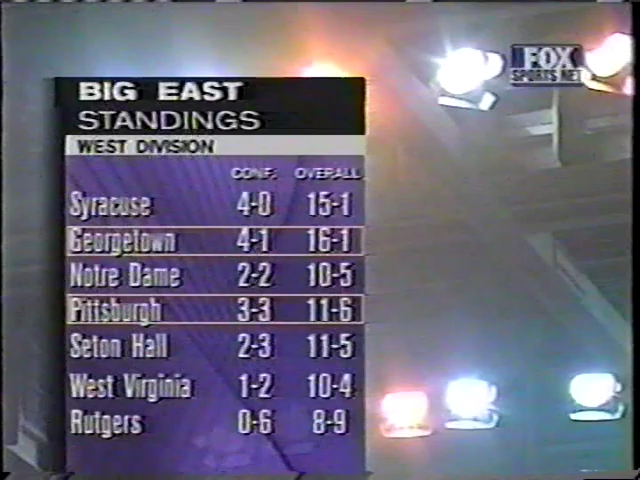 FOX
SPORTS NET
BIG EAST
STANDINGS
WEST DIVISION
CONF. OVERALL
Syracuse 4-0 15-1
Georgetown 4-1 16-1
Notre Dame 2-2 10-5
Pittsburgh 3-3 11-6
Seton Hall 2-3 11-5
West Virginia 1-2 10-4
Rutgers 0-6 8-9